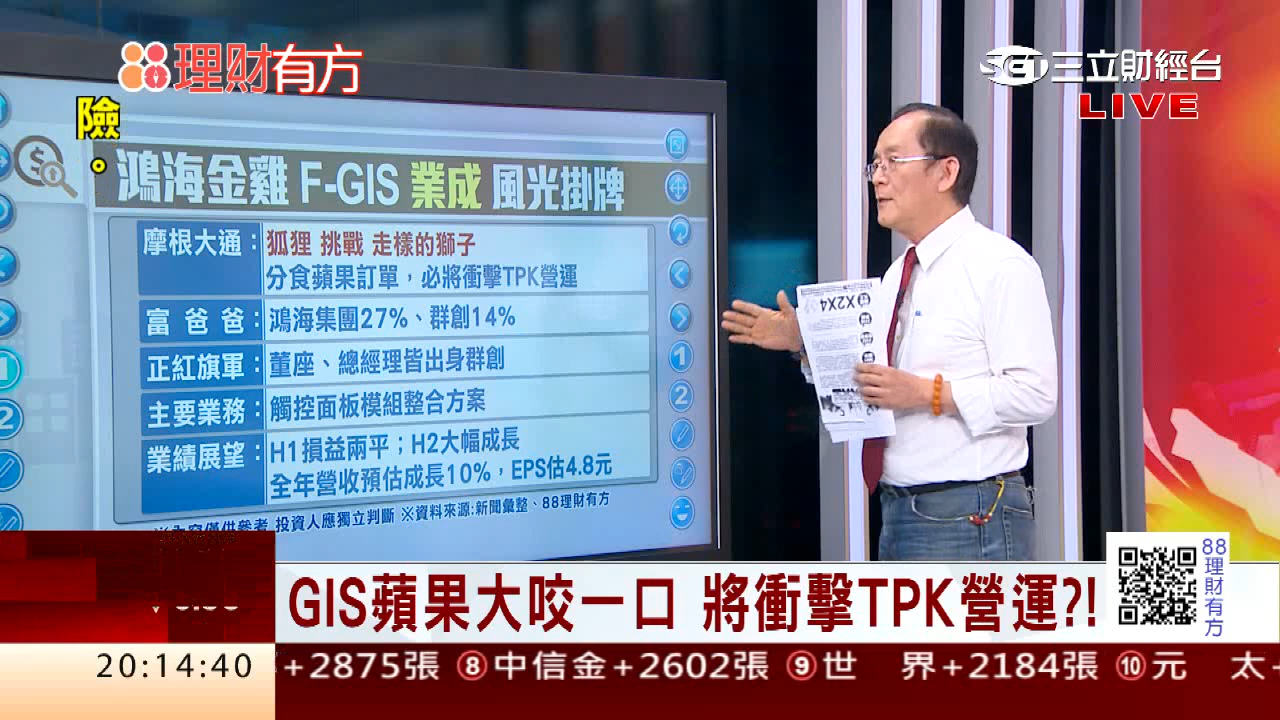 88理財有方
三立財經台
LIVE
險。
鴻海金雞 F-GIS 業成 風光掛牌
摩根大通：狐狸 挑戰 走樣的獅子
分食蘋果訂單，必將衝擊TPK營運
富爸爸：鴻海集團27%、群創14%
正紅旗軍：董座、總經理皆出身群創
主要業務：觸控面板模組整合方案
業績展望：H1損益兩平；H2大幅成長
全年營收預估成長10%，EPS估4.8元
僅供參考 投資人應獨立判斷 ※資料來源:新聞彙整、88理財有方
X2X4
GIS蘋果大咬一口 將衝擊TPK營運?!
88理財有方
20:14:40
+2875張 ⑧中信金+2602張 ⑨世 界+2184張 ⑩元 太